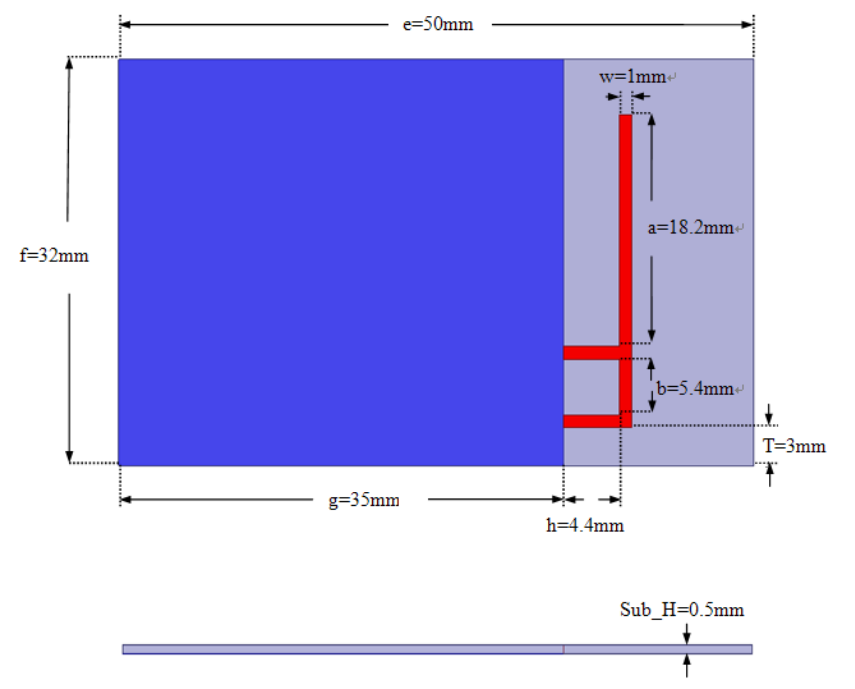 e=50mm
w=1mm↵
a=18.2mm↵
f=32mm
b=5.4mm↵
T=3mm
g=35mm
h=4.4mm
Sub_H=0.5mm